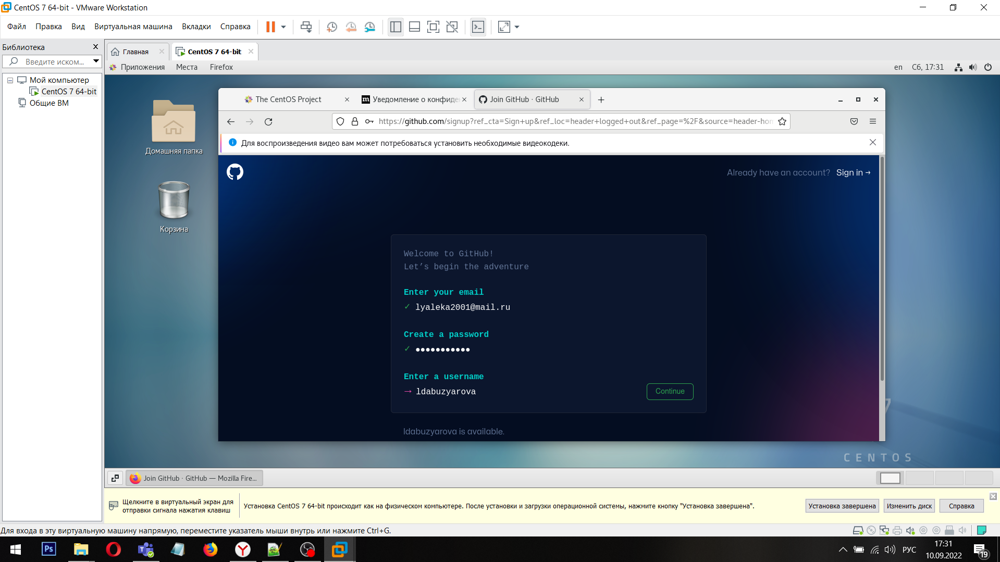 CentOS 7 64-bit - VMware Workstation
Файл Правка Вид Виртуальная машина Вкладки Справка
Библиотека
Введите иском...
Мой компьютер
CentOS 7 64-bit
Общие ВМ
Главная
CentOS 7 64-bit
Приложения Места Firefox
en Сб, 17:31
Домашняя папка
Корзина
The CentOS Project
Уведомление о конфиде
Join GitHub · GitHub
https://github.com/signup?ref_cta=Sign+up&ref_loc=header+logged+out&ref_page=%2F&source=header-hom
Для воспроизведения видео вам может потребоваться установить необходимые видеокодеки.
Already have an account? Sign in →
Welcome to GitHub!
Let’s begin the adventure
Enter your email
✓ lyaleka2001@mail.ru
Create a password
✓ ●●●●●●●●●●●
Enter a username
→ ldabuzyarova
Continue
ldabuzyarova is available.
7
CENTOS
Join GitHub · GitHub — Mozilla Fire...
Щелкните в виртуальный экран для
отправки сигнала нажатия клавиш
Установка CentOS 7 64-bit происходит как на физическом компьютере. После установки и загрузки операционной системы, нажмите кнопку "Установка завершена".
Установка завершена
Изменить диск
Справка
Для входа в эту виртуальную машину напрямую, переместите указатель мыши внутрь или нажмите Ctrl+G.
Ps
РУС
17:31
10.09.2022
19